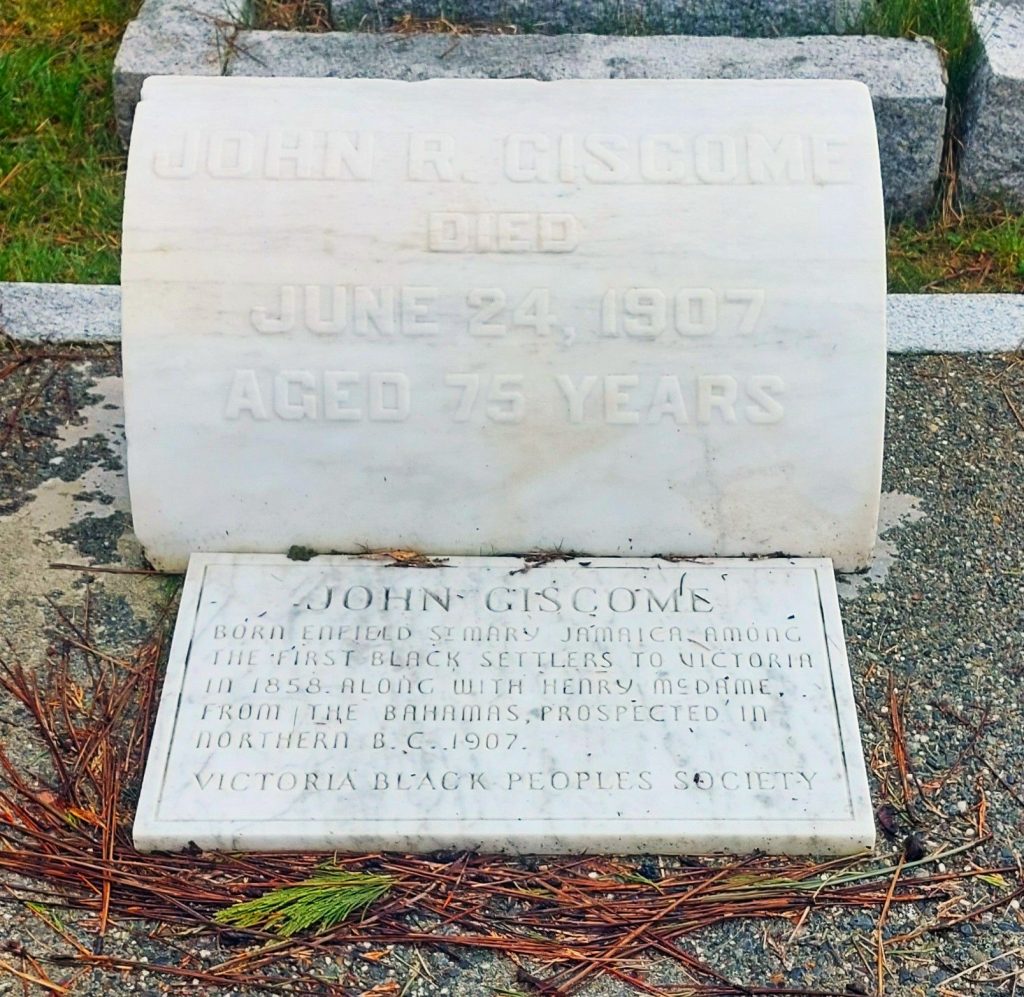 JOHN R. GISCOME
DIED
JUNE 24, 1907
AGED 75 YEARS
JOHN GISCOME
BORN ENFIELD ST MARY JAMAICA, AMONG
THE FIRST BLACK SETTLERS TO VICTORIA
IN 1858. ALONG WITH HENRY McDAME,
FROM THE BAHAMAS, PROSPECTED IN
NORTHERN B.C. 1907.
VICTORIA BLACK PEOPLES SOCIETY